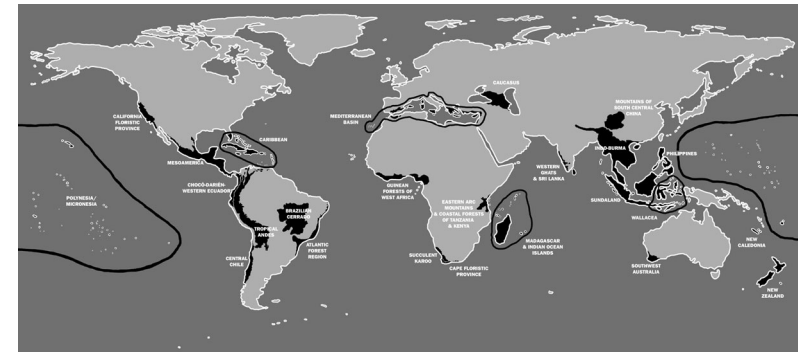 CAUCASUS
MOUNTAINS OF
SOUTH CENTRAL
CHINA
CALIFORNIA
FLORISTIC
PROVINCE
MEDITERRANEAN
BASIN
CARIBBEAN
INDO-BURMA
PHILIPPINES
MESOAMERICA
WESTERN
GHATS
& SRI LANKA
CHOCÓ-DARIÉN-
WESTERN ECUADOR
GUINEAN
FORESTS OF
WEST AFRICA
POLYNESIA/
MICRONESIA
EASTERN ARC
MOUNTAINS
& COASTAL FORESTS
OF TANZANIA
& KENYA
SUNDALAND
BRAZILIAN
CERRADO
WALLACEA
TROPICAL
ANDES
ATLANTIC
FOREST
REGION
MADAGASCAR
& INDIAN OCEAN
ISLANDS
NEW
CALEDONIA
CENTRAL
CHILE
SUCCULENT
KAROO
CAPE FLORISTIC
PROVINCE
SOUTHWEST
AUSTRALIA
NEW
ZEALAND